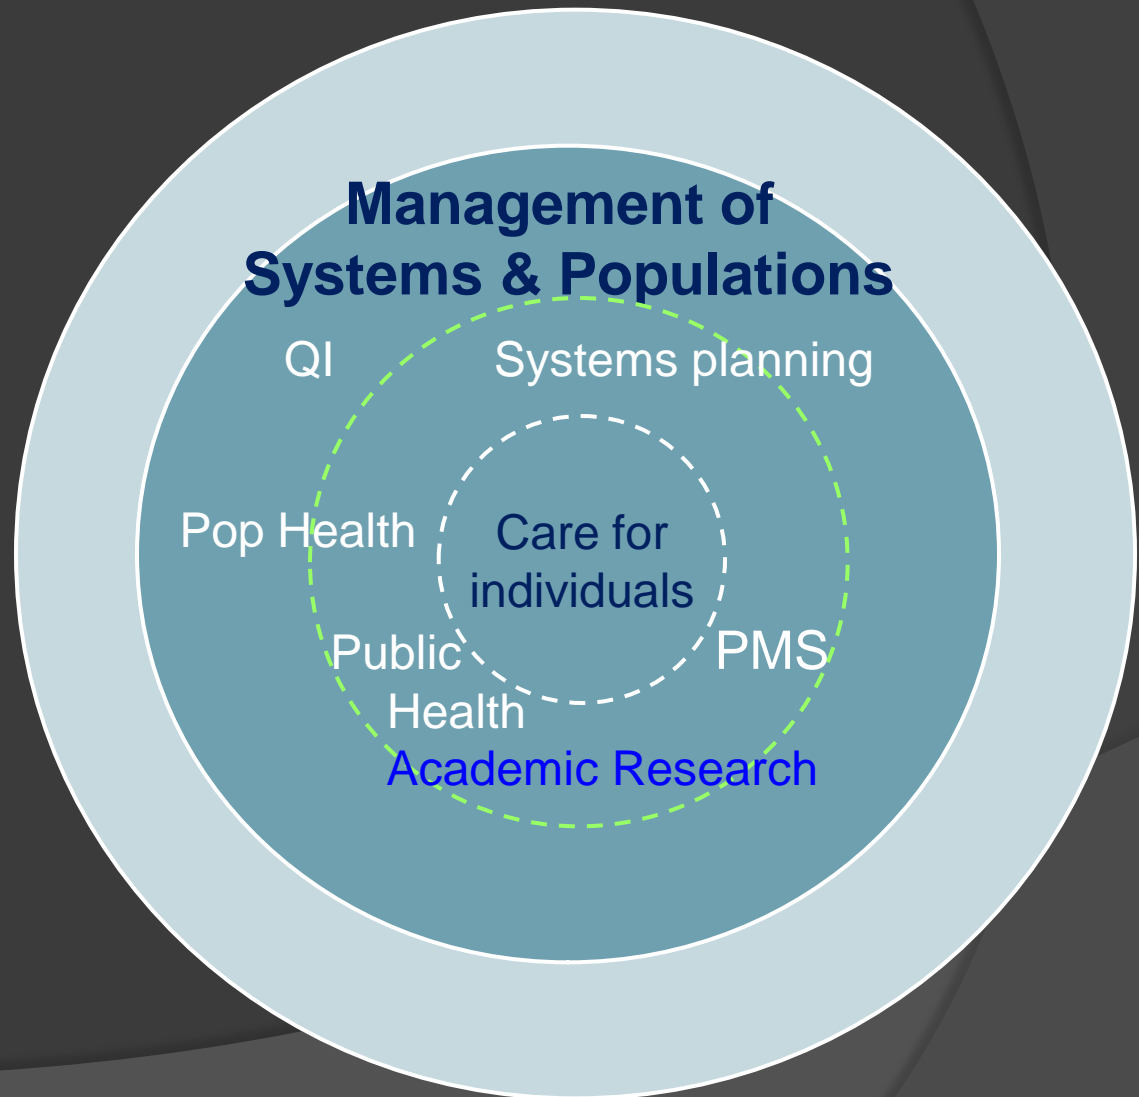 Management of
Systems & Populations
QI
Systems planning
Pop Health
Care for
individuals
Public
Health
PMS
Academic Research